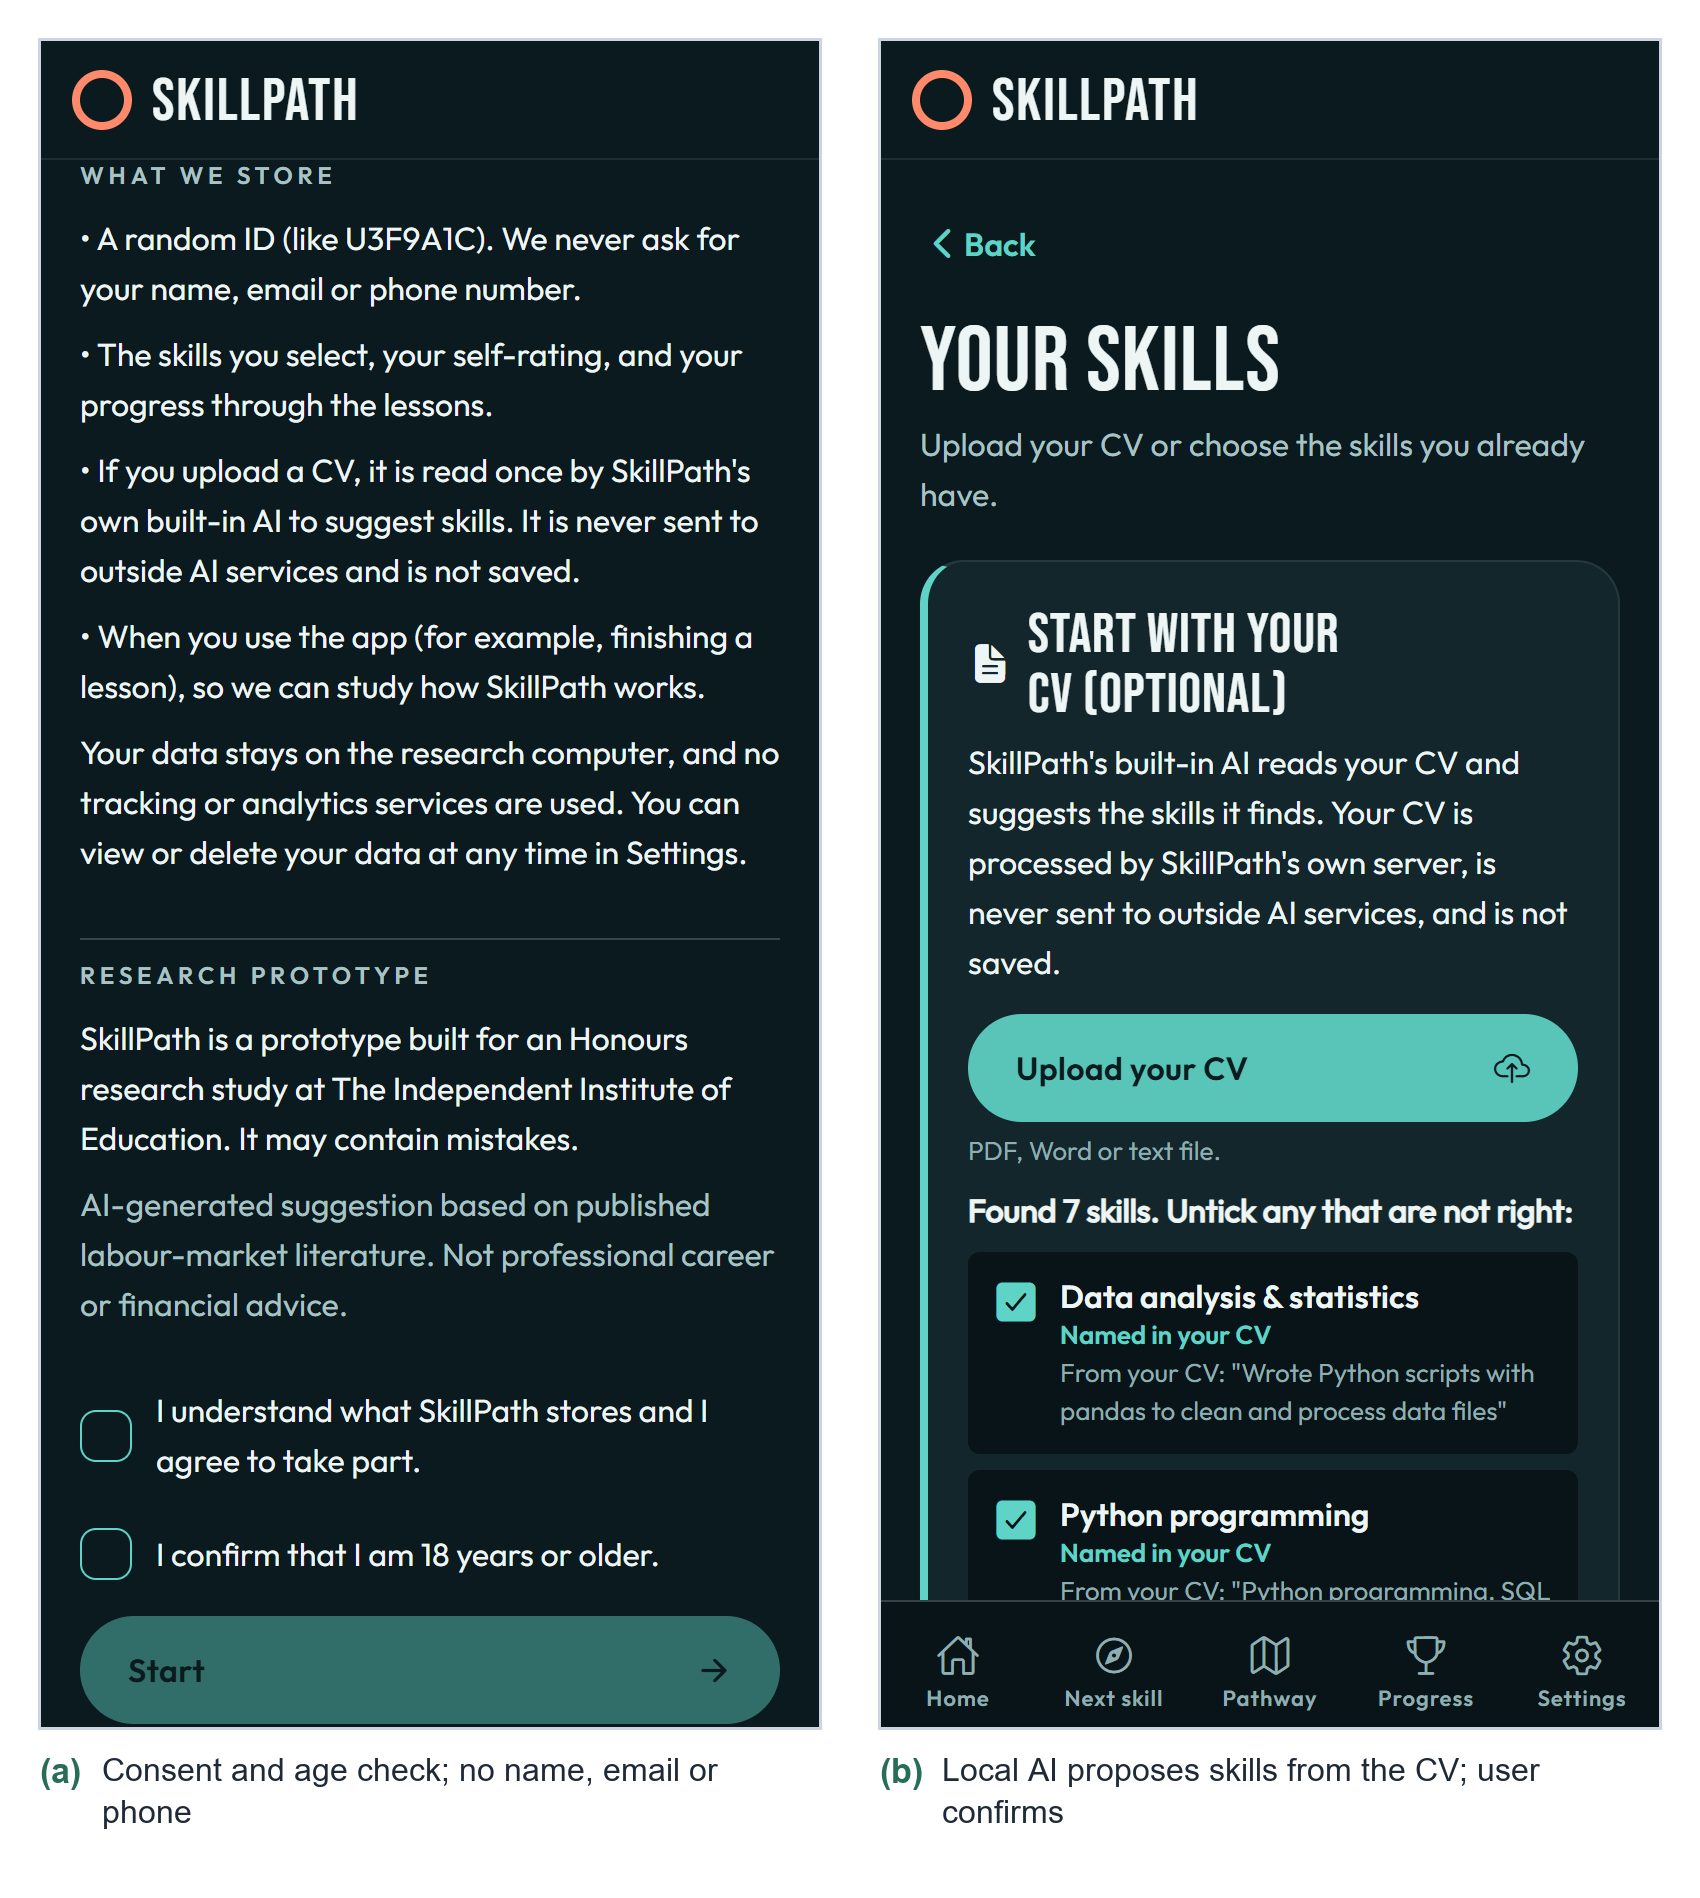 SKILLPATH
WHAT WE STORE
• A random ID (like U3F9A1C). We never ask for
your name, email or phone number.
• The skills you select, your self-rating, and your
progress through the lessons.
• If you upload a CV, it is read once by SkillPath's
own built-in AI to suggest skills. It is never sent to
outside AI services and is not saved.
• When you use the app (for example, finishing a
lesson), so we can study how SkillPath works.
Your data stays on the research computer, and no
tracking or analytics services are used. You can
view or delete your data at any time in Settings.
RESEARCH PROTOTYPE
SkillPath is a prototype built for an Honours
research study at The Independent Institute of
Education. It may contain mistakes.
AI-generated suggestion based on published
labour-market literature. Not professional career
or financial advice.
I understand what SkillPath stores and I
agree to take part.
I confirm that I am 18 years or older.
Start
(a) Consent and age check; no name, email or
phone
SKILLPATH
Back
YOUR SKILLS
Upload your CV or choose the skills you already
have.
START WITH YOUR
CV (OPTIONAL)
SkillPath's built-in AI reads your CV and
suggests the skills it finds. Your CV is
processed by SkillPath's own server, is
never sent to outside AI services, and is not
saved.
Upload your CV
PDF, Word or text file.
Found 7 skills. Untick any that are not right:
Data analysis & statistics
Named in your CV
From your CV: "Wrote Python scripts with
pandas to clean and process data files"
Python programming
Named in your CV
From your CV: "Python programming, SQL
Home
Next skill
Pathway
Progress
Settings
(b) Local AI proposes skills from the CV; user
confirms